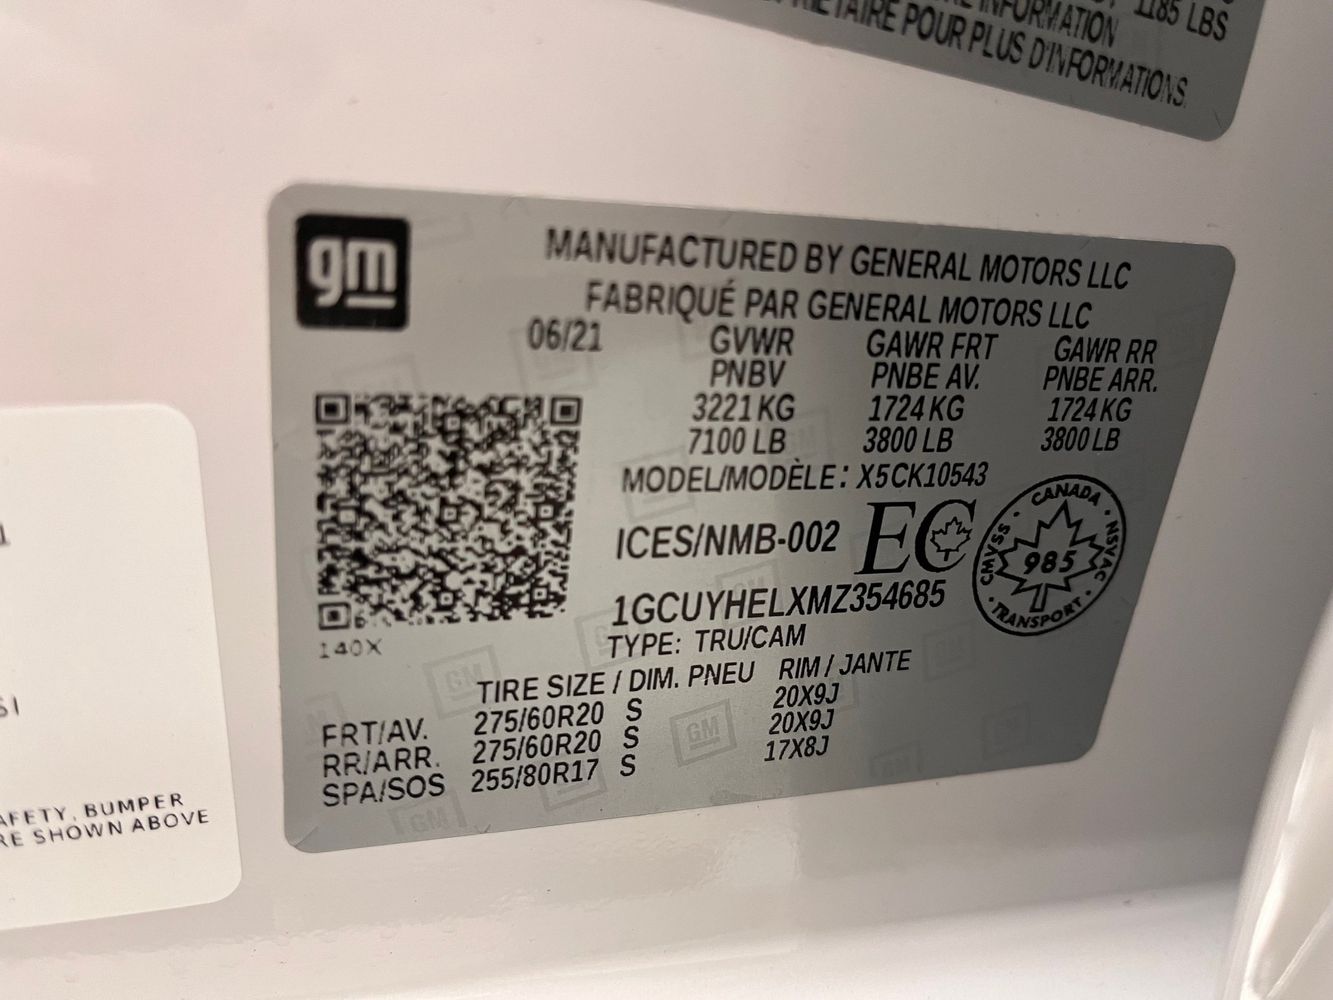 1185 LBS
INFORMATION
POUR PLUS D'INFORMATIONS.
gm
MANUFACTURED BY GENERAL MOTORS LLC
FABRIQUÉ PAR GENERAL MOTORS LLC
06/21 GVWR GAWR FRT GAWR RR
PNBV PNBE AV. PNBE ARR.
3221 KG 1724 KG 1724 KG
7100 LB 3800 LB 3800 LB
MODEL/MODÈLE: X5CK10543
ICES/NMB-002 EC
CANADA
CMVSS 985 NSVAC
TRANSPORT
1GCUYHELXMZ354685
140X
TYPE: TRU/CAM
TIRE SIZE / DIM. PNEU RIM / JANTE
FRT/AV. 275/60R20 S 20X9J
RR/ARR. 275/60R20 S 20X9J
SPA/SOS 255/80R17 S 17X8J
GM
AFETY, BUMPER
RE SHOWN ABOVE